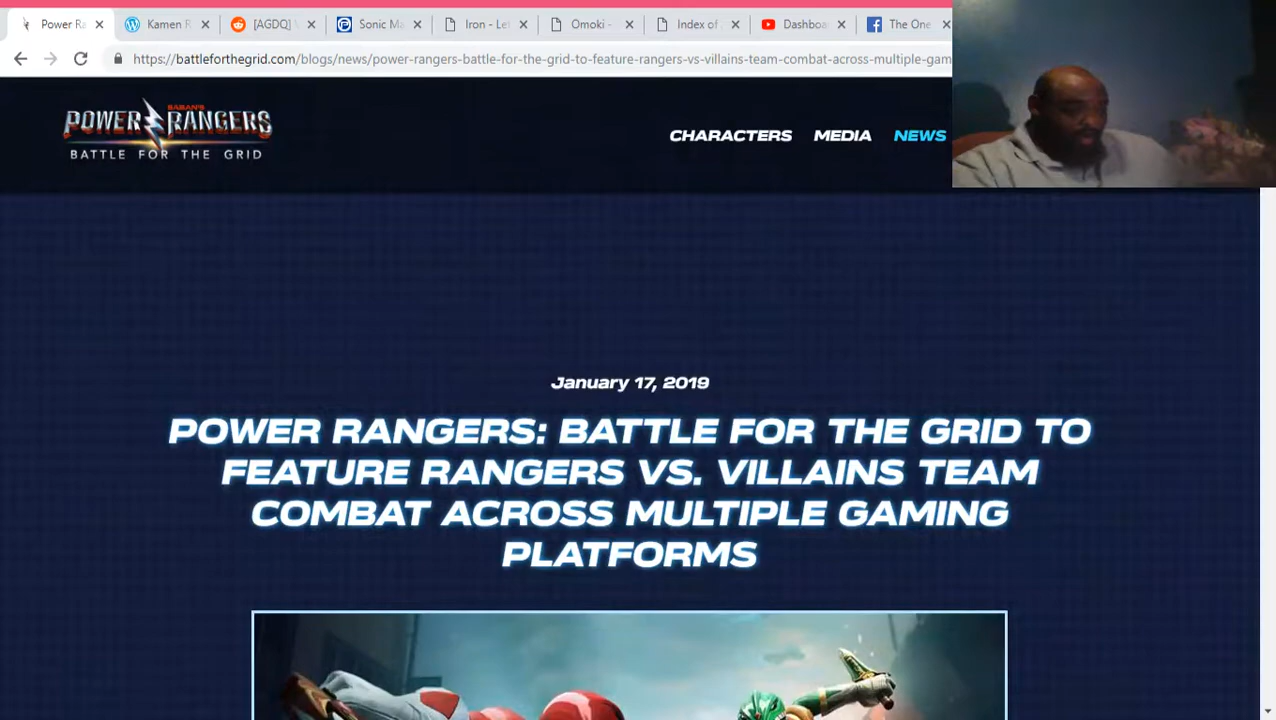 Power Ra
Kamen R
[AGDQ]
Sonic Ma
Iron - Le
Omoki -
Index of
Dashboa
The One
https://battleforthegrid.com/blogs/news/power-rangers-battle-for-the-grid-to-feature-rangers-vs-villains-team-combat-across-multiple-gam
SABAN'S
POWER RANGERS
BATTLE FOR THE GRID
CHARACTERS MEDIA NEWS
January 17, 2019
POWER RANGERS: BATTLE FOR THE GRID TO
FEATURE RANGERS VS. VILLAINS TEAM
COMBAT ACROSS MULTIPLE GAMING
PLATFORMS